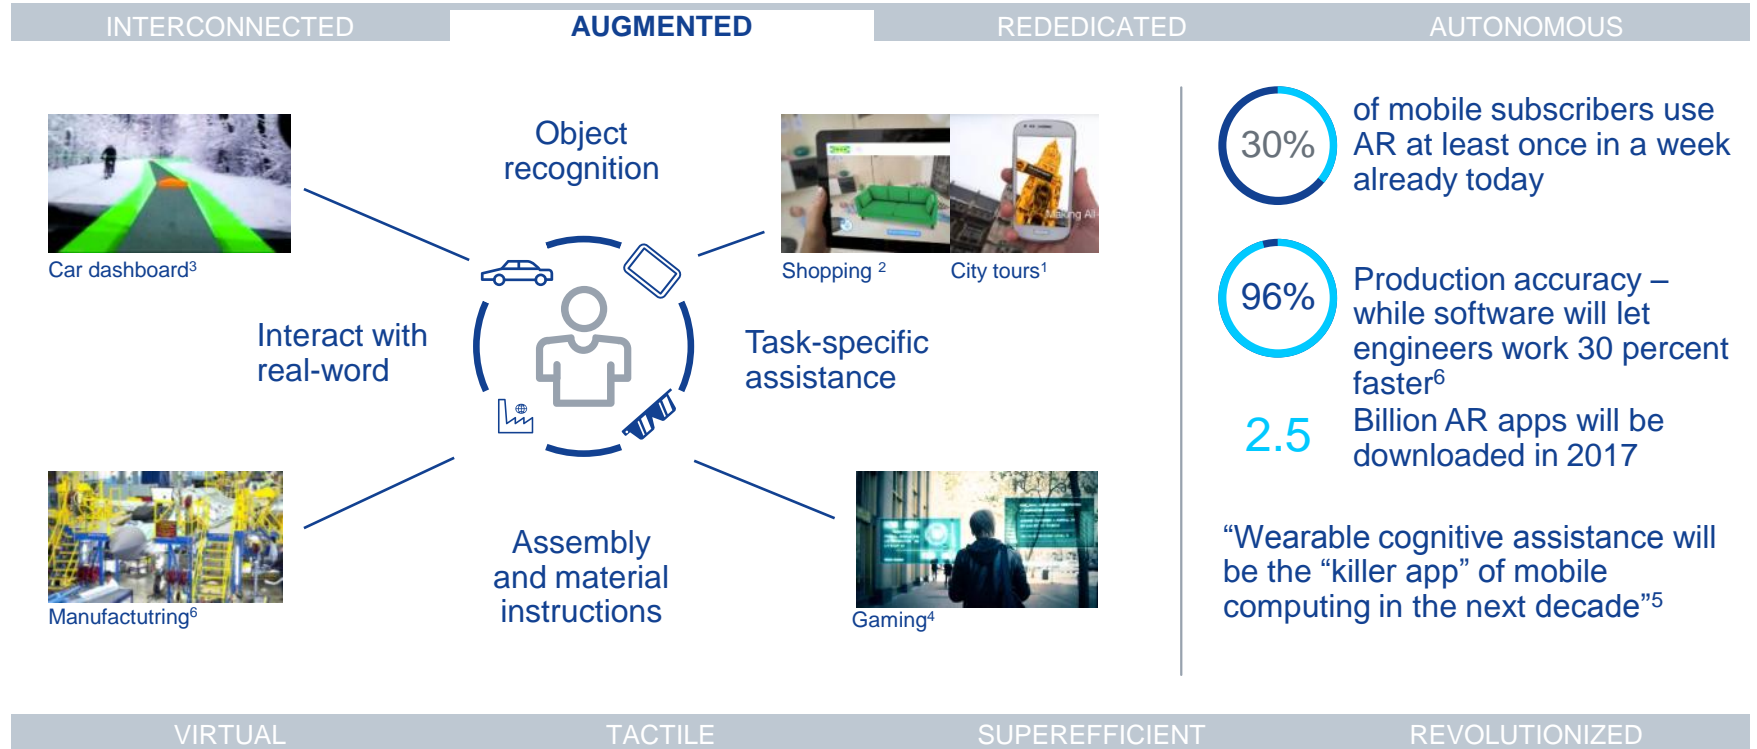 INTERCONNECTED
AUGMENTED
REDEDICATED
AUTONOMOUS
Object
recognition
Car dashboard³
Making All
Shopping ²
City tours¹
Interact with
real-word
Task-specific
assistance
Manufactutring⁶
Assembly
and material
instructions
Gaming⁴
30%
of mobile subscribers use
AR at least once in a week
already today
96%
Production accuracy –
while software will let
engineers work 30 percent
faster⁶
2.5
Billion AR apps will be
downloaded in 2017
“Wearable cognitive assistance will
be the “killer app” of mobile
computing in the next decade”⁵
VIRTUAL
TACTILE
SUPEREFFICIENT
REVOLUTIONIZED